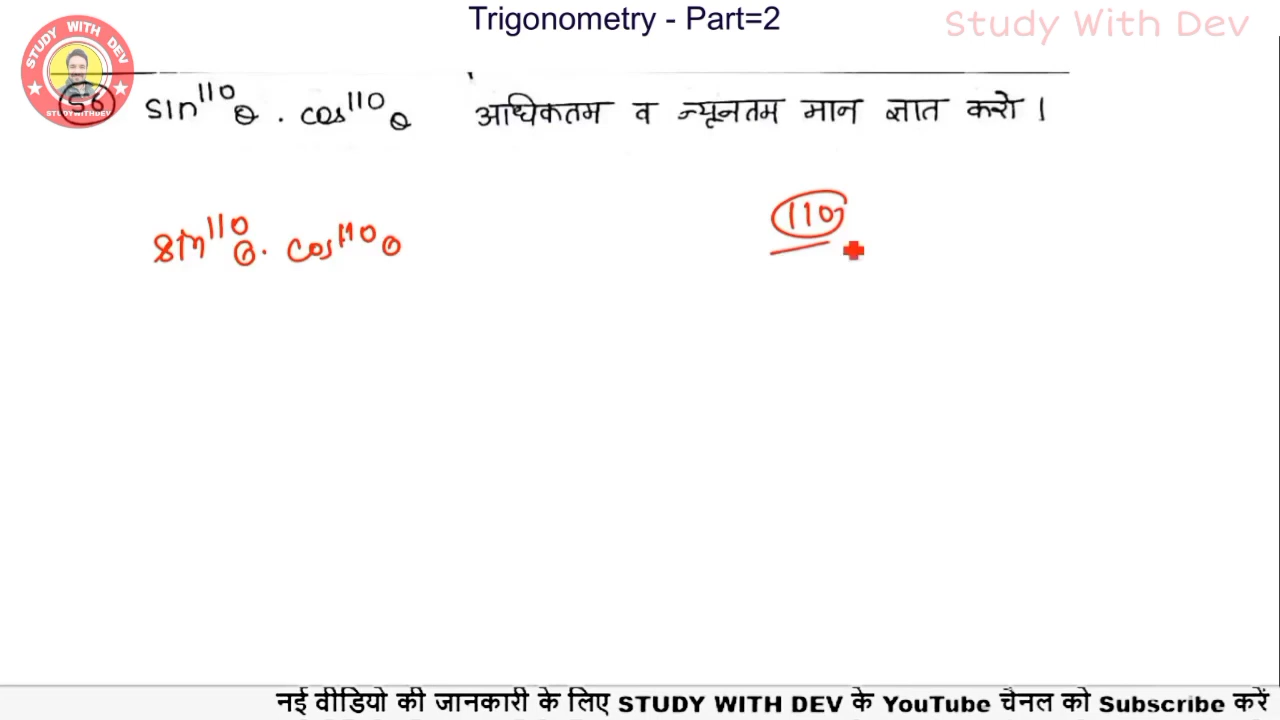 Trigonometry - Part=2
Study With Dev
STUDY WITH DEV
STUDYWITHDEV
56 sin¹¹⁰θ . cos¹¹⁰θ अधिकतम व न्यूनतम मान ज्ञात करो ।
sin¹¹⁰θ . cos¹¹⁰θ
110
नई वीडियो की जानकारी के लिए STUDY WITH DEV के YouTube चैनल को Subscribe करें